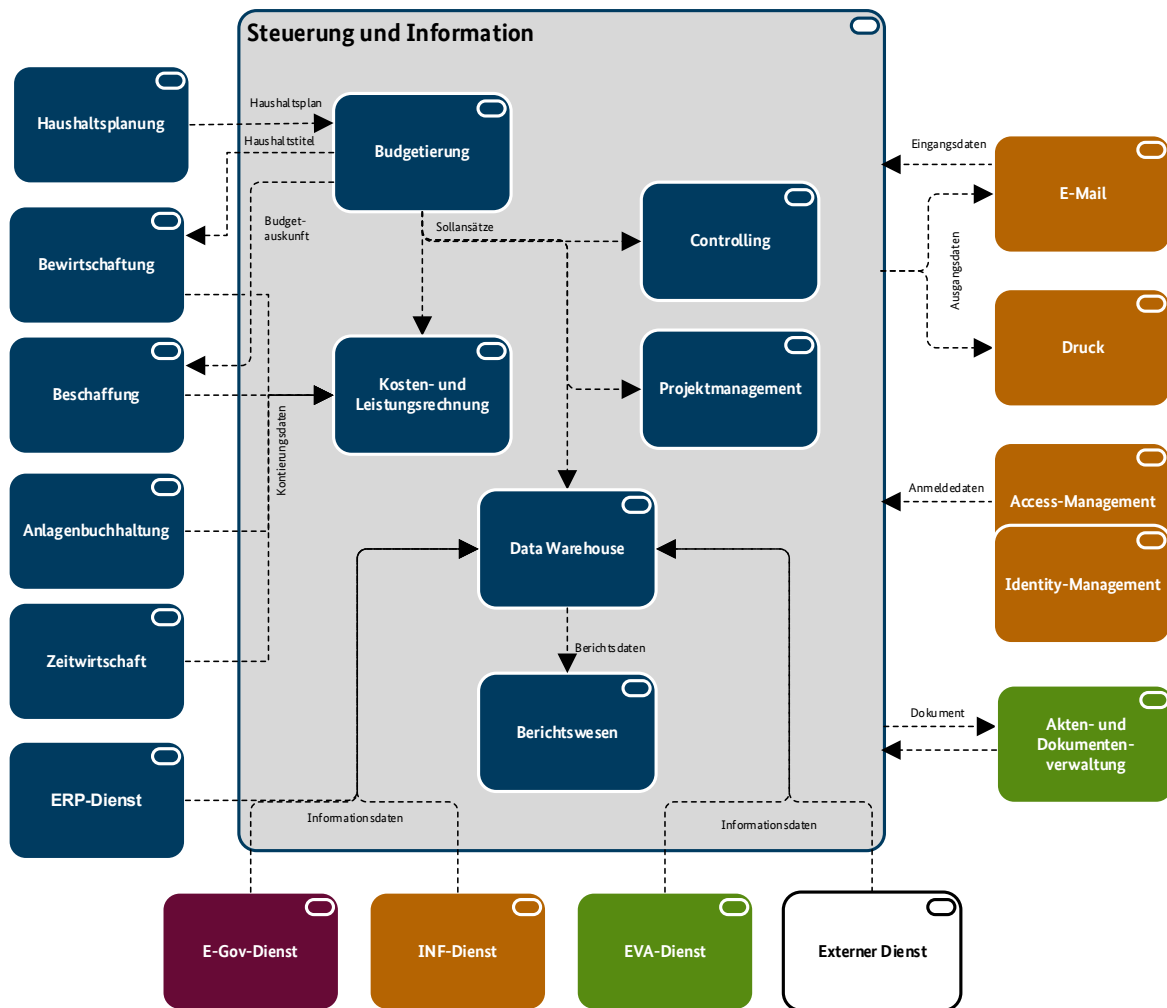 Steuerung und Information
Haushaltsplanung
Haushaltsplan
Haushaltstitel
Budgetierung
Eingangsdaten
E-Mail
Budget-
auskunft
Sollansätze
Controlling
Bewirtschaftung
Ausgangsdaten
Druck
Beschaffung
Kosten- und
Leistungsrechnung
Projektmanagement
Kontierungsdaten
Anlagenbuchhaltung
Anmeldedaten
Access-Management
Data Warehouse
Identity-Management
Zeitwirtschaft
Berichtsdaten
Berichtswesen
Dokument
Akten- und
Dokumenten-
verwaltung
ERP-Dienst
Informationsdaten
Informationsdaten
E-Gov-Dienst
INF-Dienst
EVA-Dienst
Externer Dienst